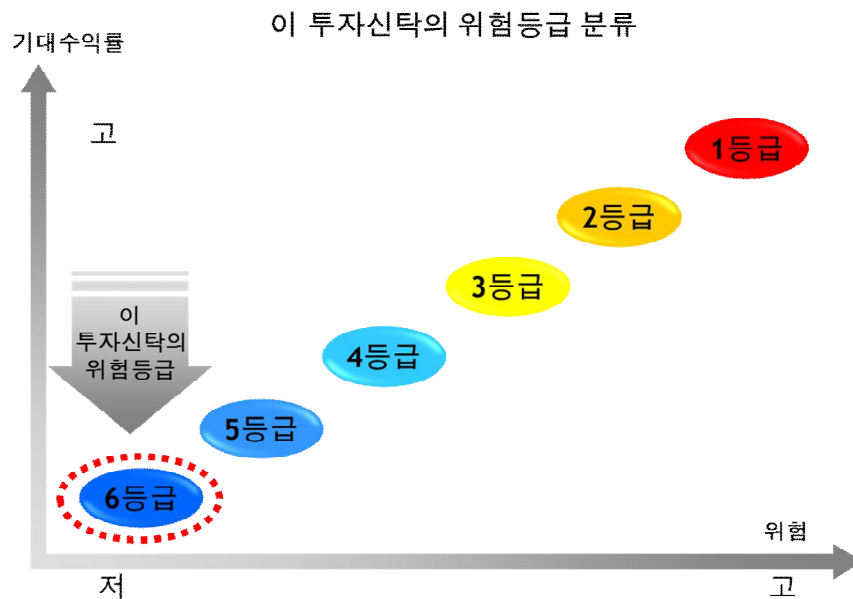 이 투자신탁의 위험등급 분류
기대수익률
고
1등급
2등급
3등급
이
투자신탁의
위험등급
4등급
5등급
6등급
위험
저
고